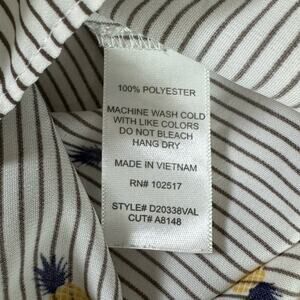 100% POLYESTER
MACHINE WASH COLD
WITH LIKE COLORS
DO NOT BLEACH
HANG DRY
MADE IN VIETNAM
RN# 102517
STYLE# D20338VAL
CUT# A8148